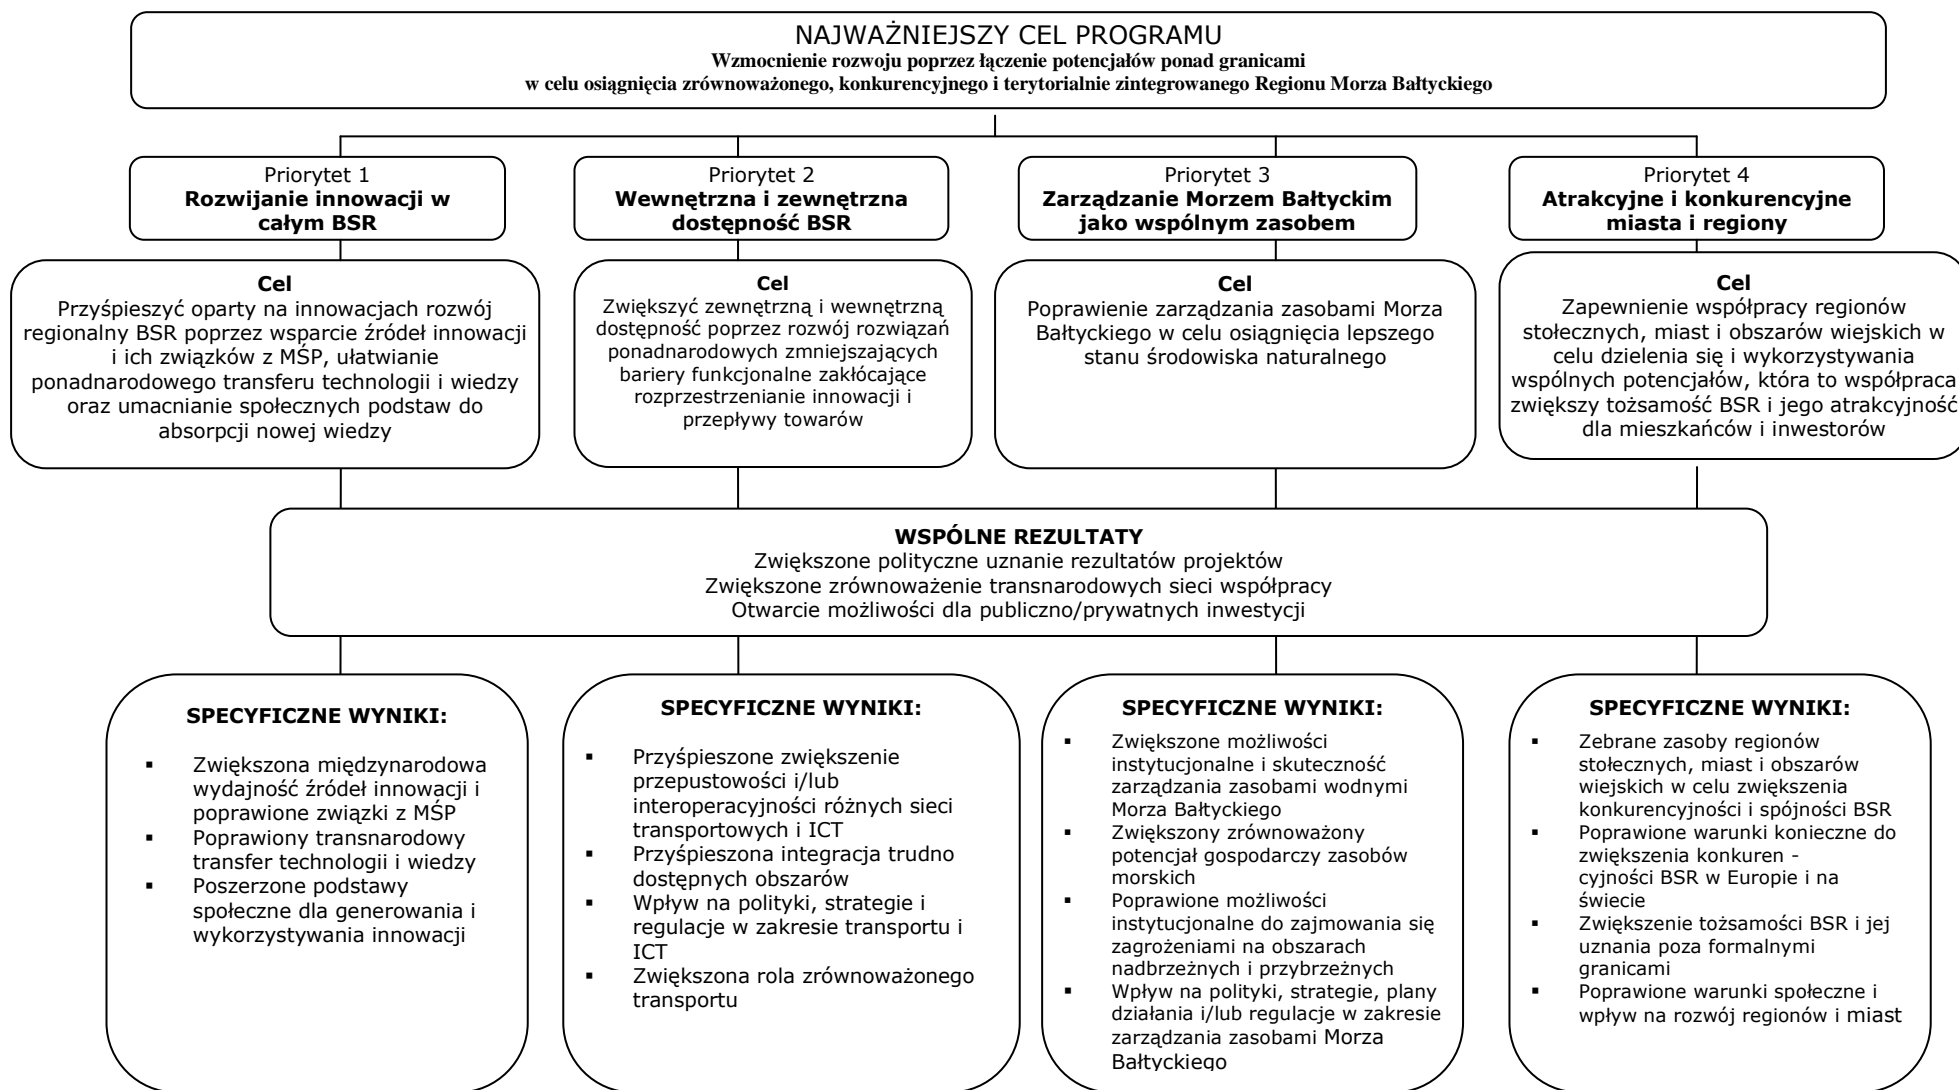 NAJWAŻNIEJSZY CEL PROGRAMU
Wzmocnienie rozwoju poprzez łączenie potencjałów ponad granicami
w celu osiągnięcia zrównoważonego, konkurencyjnego i terytorialnie zintegrowanego Regionu Morza Bałtyckiego
Priorytet 1
Rozwijanie innowacji w
całym BSR
Priorytet 2
Wewnętrzna i zewnętrzna
dostępność BSR
Priorytet 3
Zarządzanie Morzem Bałtyckim
jako wspólnym zasobem
Priorytet 4
Atrakcyjne i konkurencyjne
miasta i regiony
Cel
Przyśpieszyć oparty na innowacjach rozwój
regionalny BSR poprzez wsparcie źródeł innowacji
i ich związków z MŚP, ułatwianie
ponadnarodowego transferu technologii i wiedzy
oraz umacnianie społecznych podstaw do
absorpcji nowej wiedzy
Cel
Zwiększyć zewnętrzną i wewnętrzną
dostępność poprzez rozwój rozwiązań
ponadnarodowych zmniejszających
bariery funkcjonalne zakłócające
rozprzestrzenianie innowacji i
przepływy towarów
Cel
Poprawienie zarządzania zasobami Morza
Bałtyckiego w celu osiągnięcia lepszego
stanu środowiska naturalnego
Cel
Zapewnienie współpracy regionów
stołecznych, miast i obszarów wiejskich w
celu dzielenia się i wykorzystywania
wspólnych potencjałów, która to współpraca
zwiększy tożsamość BSR i jego atrakcyjność
dla mieszkańców i inwestorów
WSPÓLNE REZULTATY
Zwiększone polityczne uznanie rezultatów projektów
Zwiększone zrównoważenie transnarodowych sieci współpracy
Otwarcie możliwości dla publiczno/prywatnych inwestycji
SPECYFICZNE WYNIKI:
▪ Zwiększona międzynarodowa
wydajność źródeł innowacji i
poprawione związki z MŚP
▪ Poprawiony transnarodowy
transfer technologii i wiedzy
▪ Poszerzone podstawy
społeczne dla generowania i
wykorzystywania innowacji
SPECYFICZNE WYNIKI:
▪ Przyśpieszone zwiększenie
przepustowości i/lub
interoperacyjności różnych sieci
transportowych i ICT
▪ Przyśpieszona integracja trudno
dostępnych obszarów
▪ Wpływ na polityki, strategie i
regulacje w zakresie transportu i
ICT
▪ Zwiększona rola zrównoważonego
transportu
SPECYFICZNE WYNIKI:
▪ Zwiększone możliwości
instytucjonalne i skuteczność
zarządzania zasobami wodnymi
Morza Bałtyckiego
▪ Zwiększony zrównoważony
potencjał gospodarczy zasobów
morskich
▪ Poprawione możliwości
instytucjonalne do zajmowania się
zagrożeniami na obszarach
nadbrzeżnych i przybrzeżnych
▪ Wpływ na polityki, strategie, plany
działania i/lub regulacje w zakresie
zarządzania zasobami Morza
Bałtyckiego
SPECYFICZNE WYNIKI:
▪ Zebrane zasoby regionów
stołecznych, miast i obszarów
wiejskich w celu zwiększenia
konkurencyjności i spójności BSR
▪ Poprawione warunki konieczne do
zwiększenia konkuren -
cyjności BSR w Europie i na
świecie
▪ Zwiększenie tożsamości BSR i jej
uznania poza formalnymi
granicami
▪ Poprawione warunki społeczne i
wpływ na rozwój regionów i miast